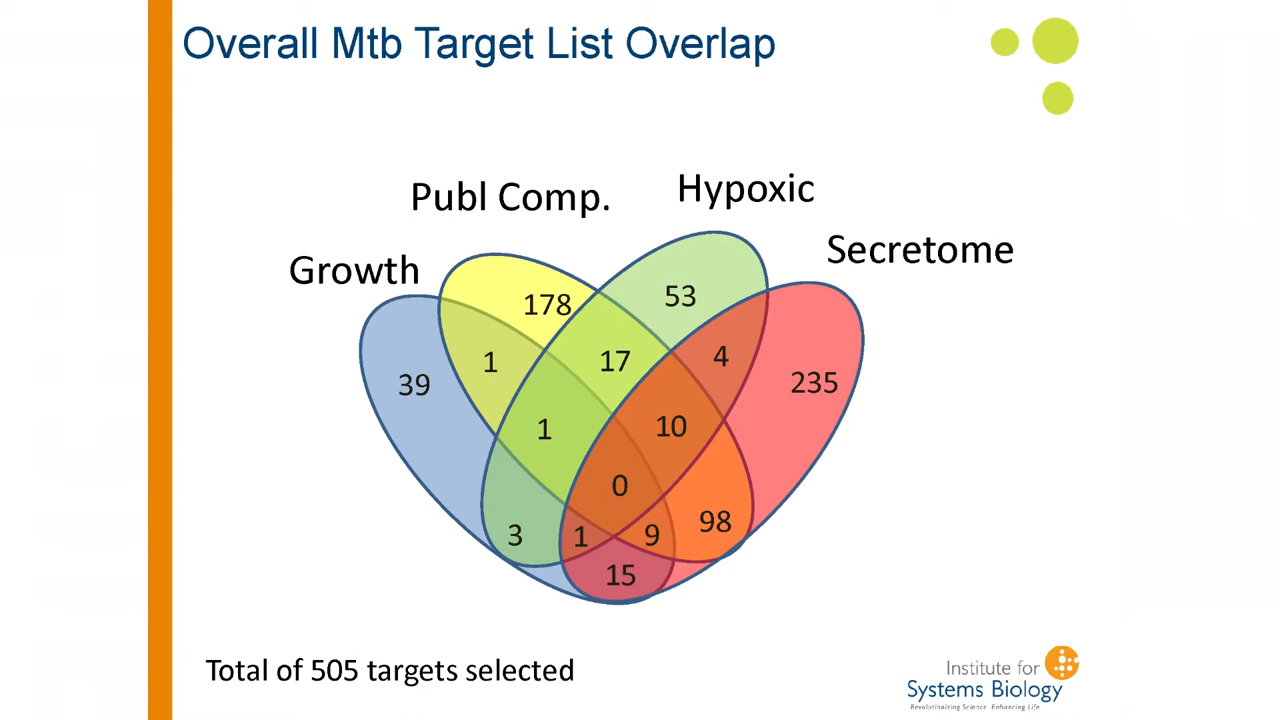 Overall Mtb Target List Overlap
Publ Comp.
Hypoxic
Growth
Secretome
178
53
1
17
4
39
235
1
10
0
3
1
9
98
15
Total of 505 targets selected
Institute for
Systems Biology
Revolutionizing Science. Enhancing Life.